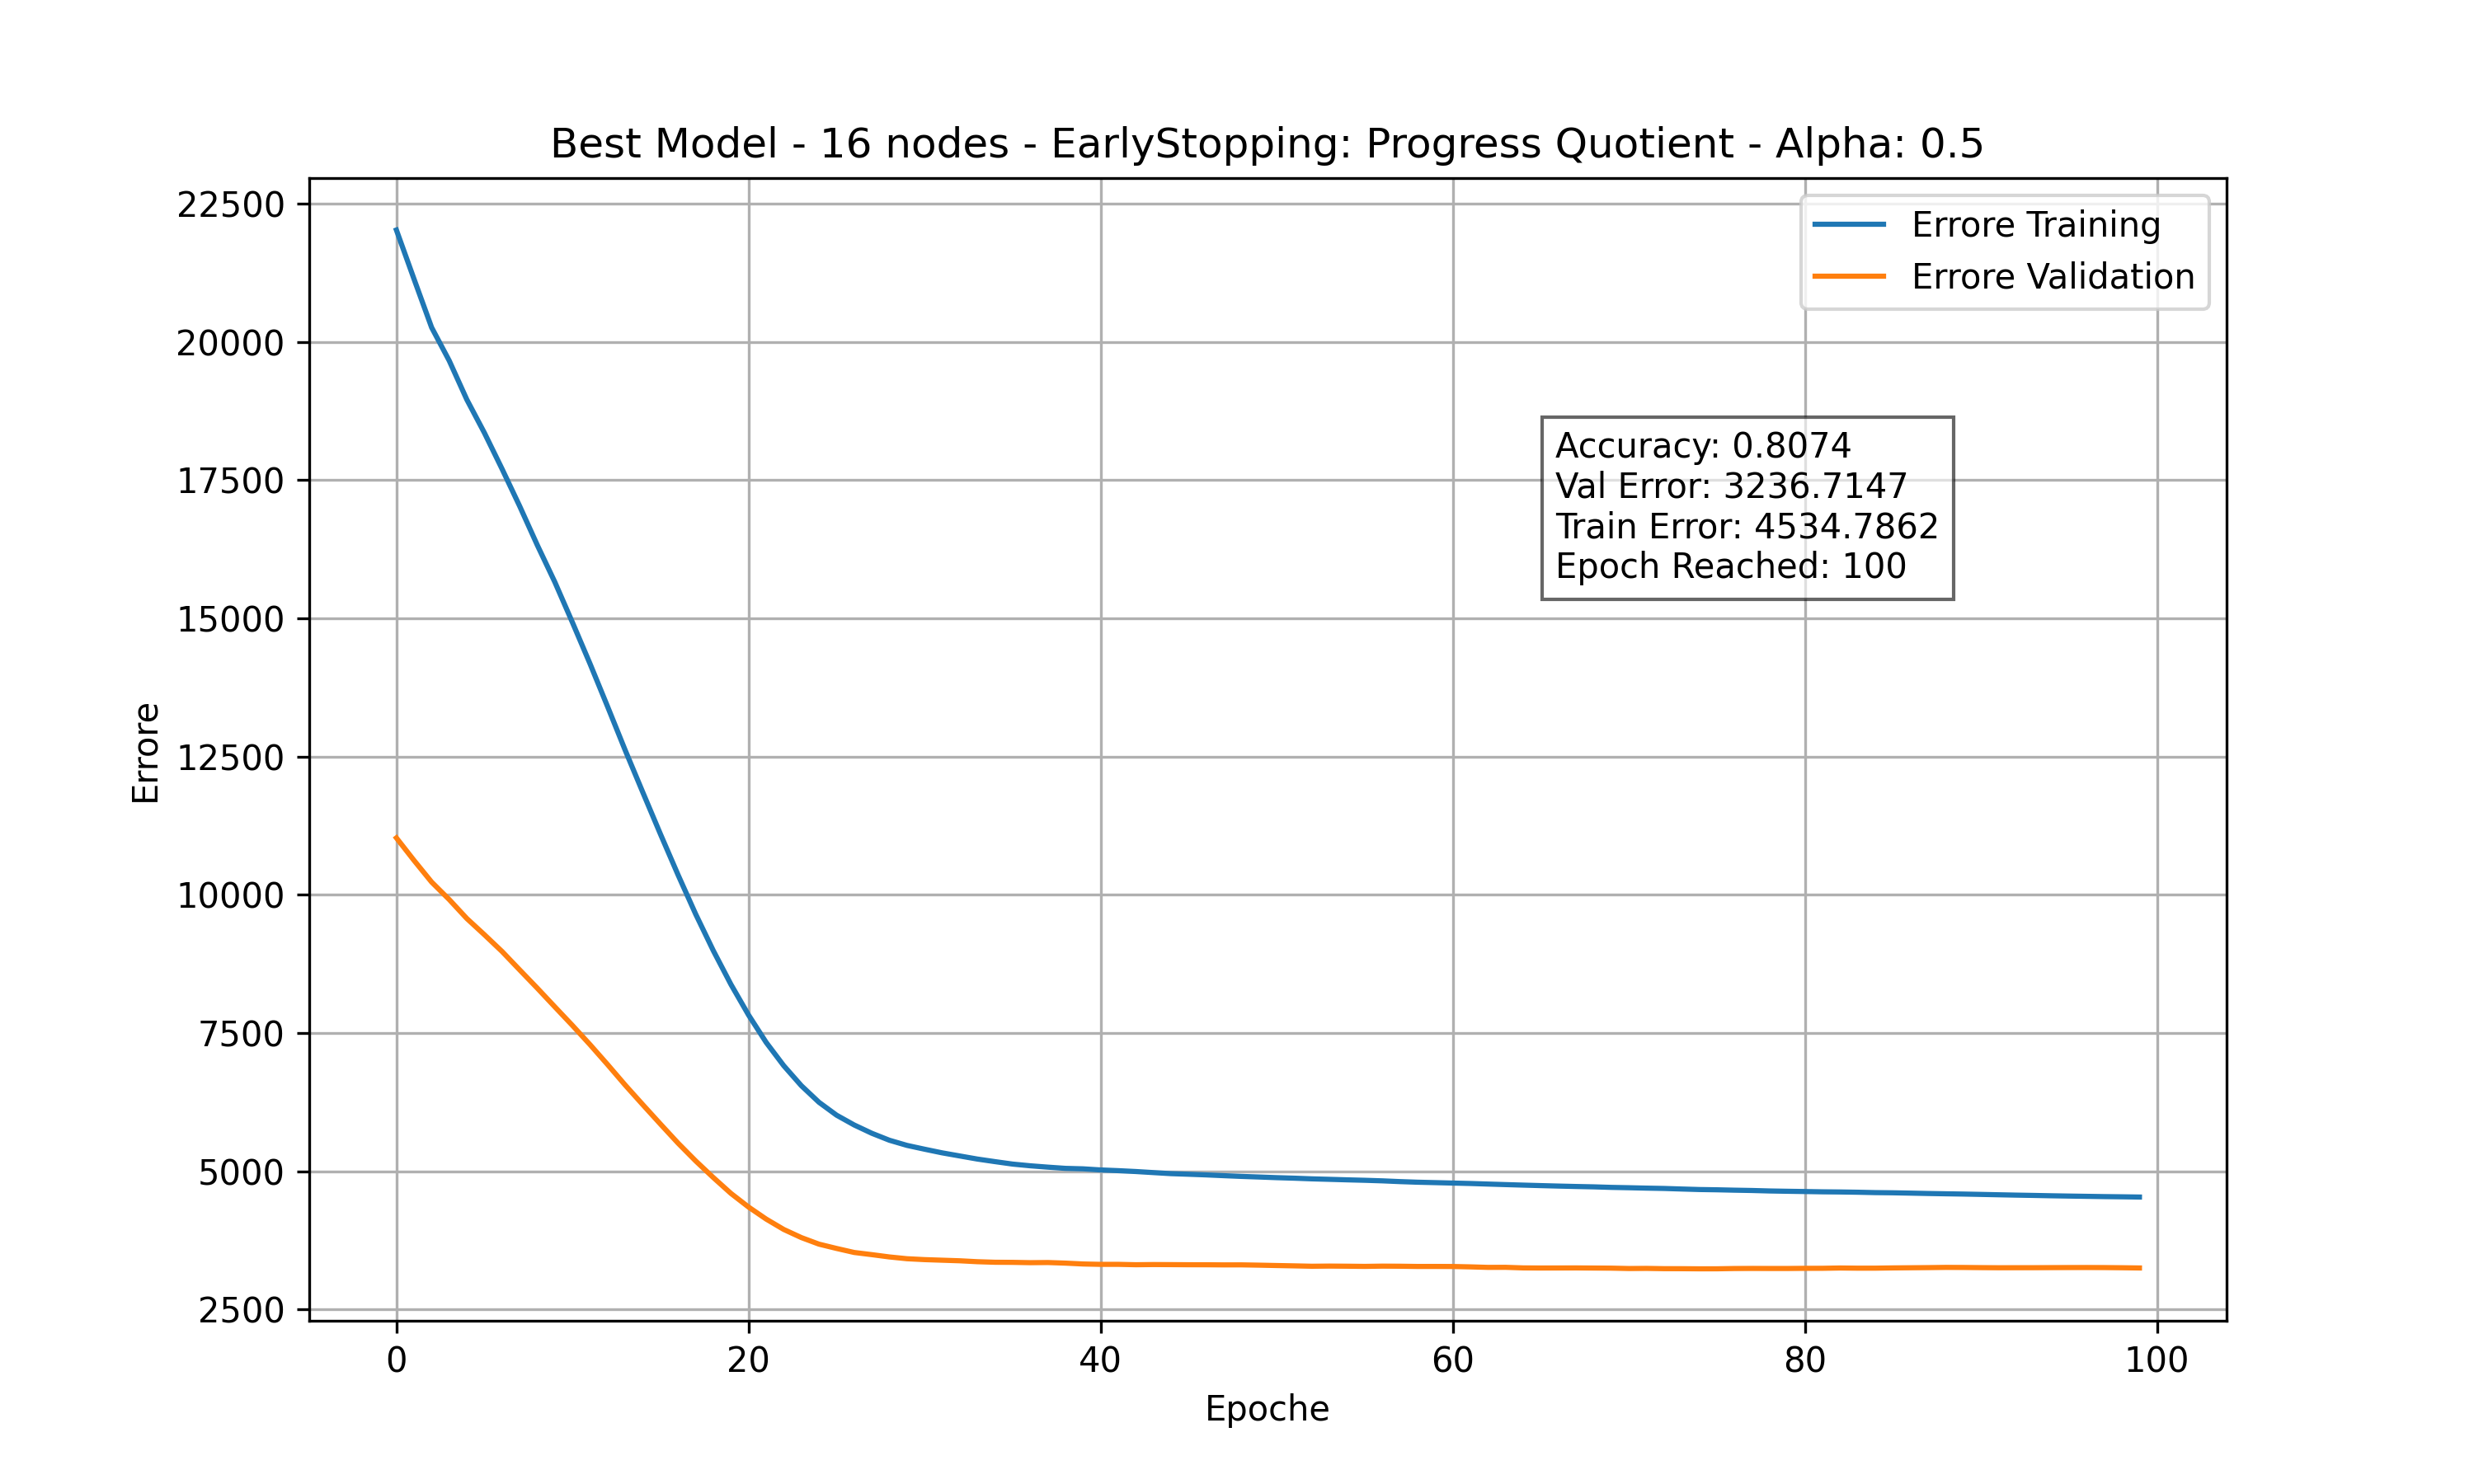 Best Model - 16 nodes - EarlyStopping: Progress Quotient - Alpha: 0.5
22500
20000
17500
15000
12500
10000
7500
5000
2500
Errore
Errore Training
Errore Validation
Accuracy: 0.8074
Val Error: 3236.7147
Train Error: 4534.7862
Epoch Reached: 100
0 20 40 60 80 100
Epoche